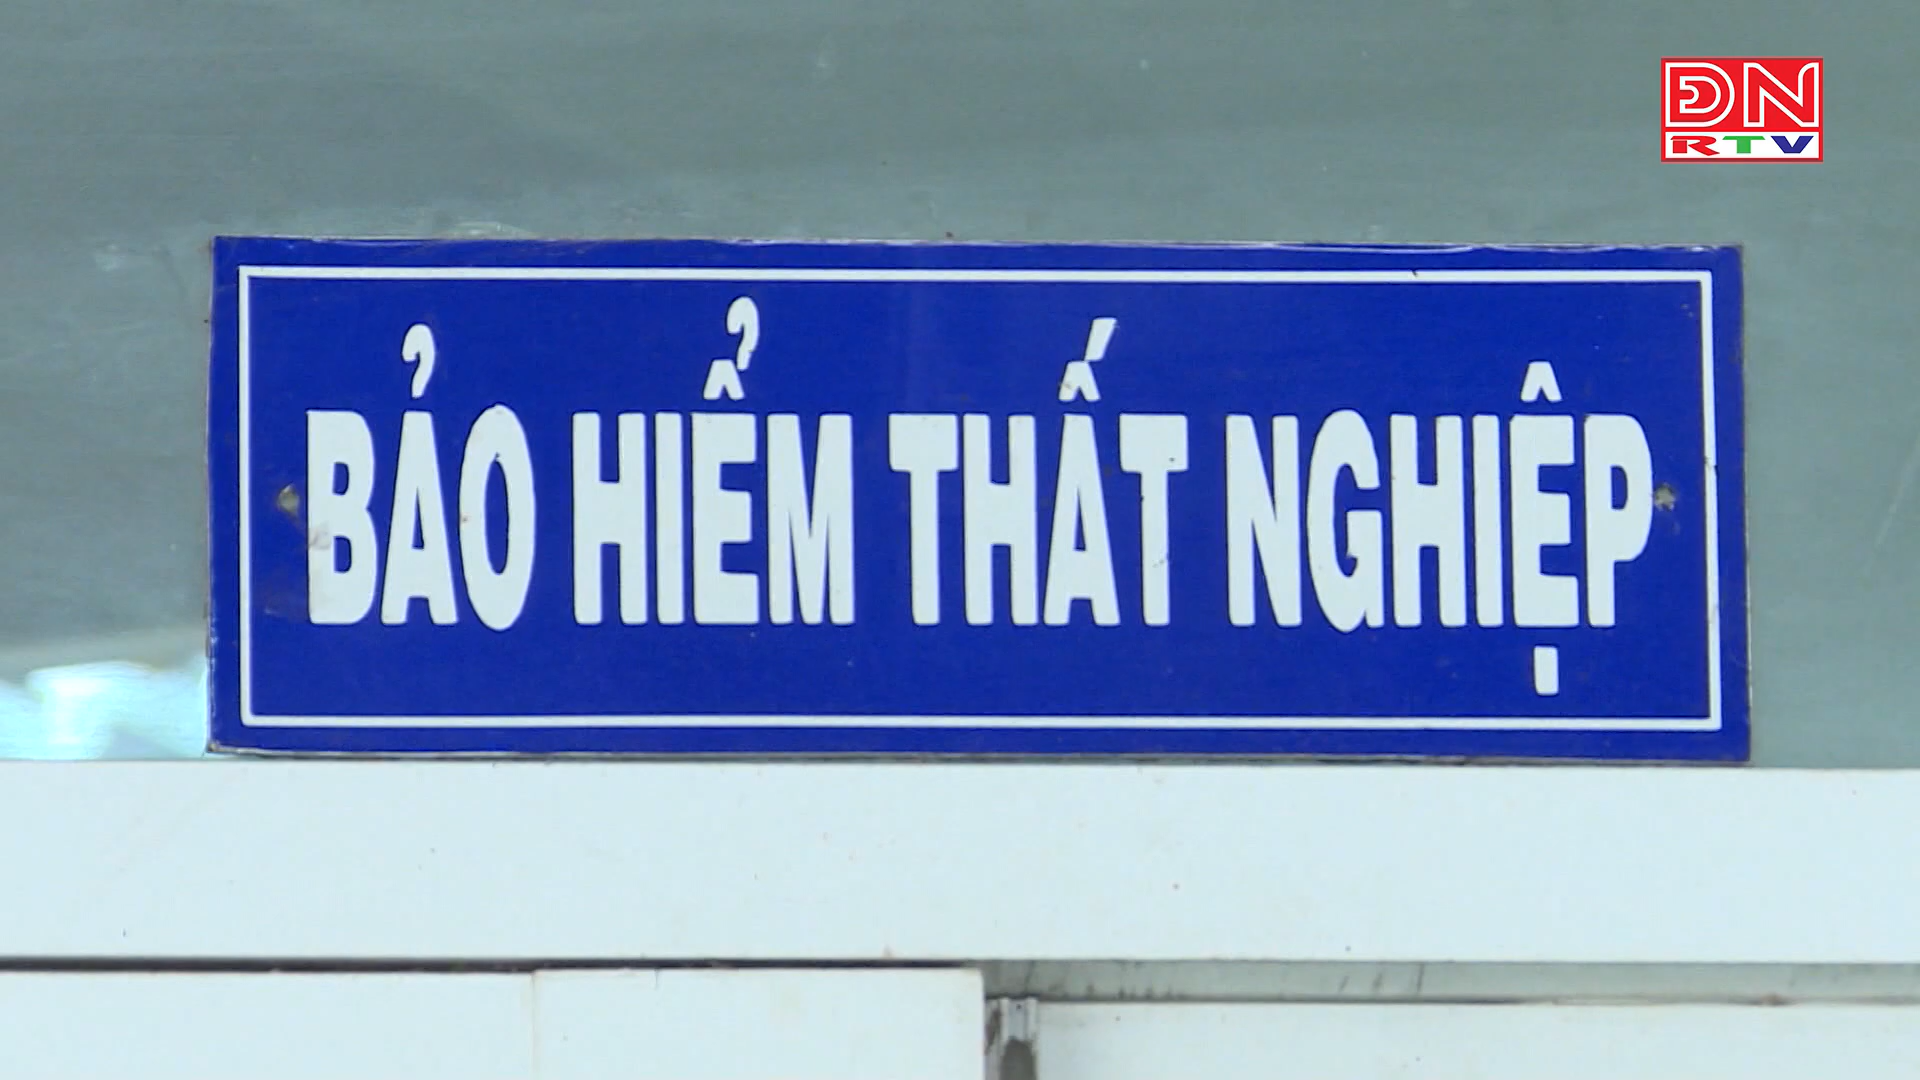 ĐN
RTV
BẢO HIỂM THẤT NGHIỆP